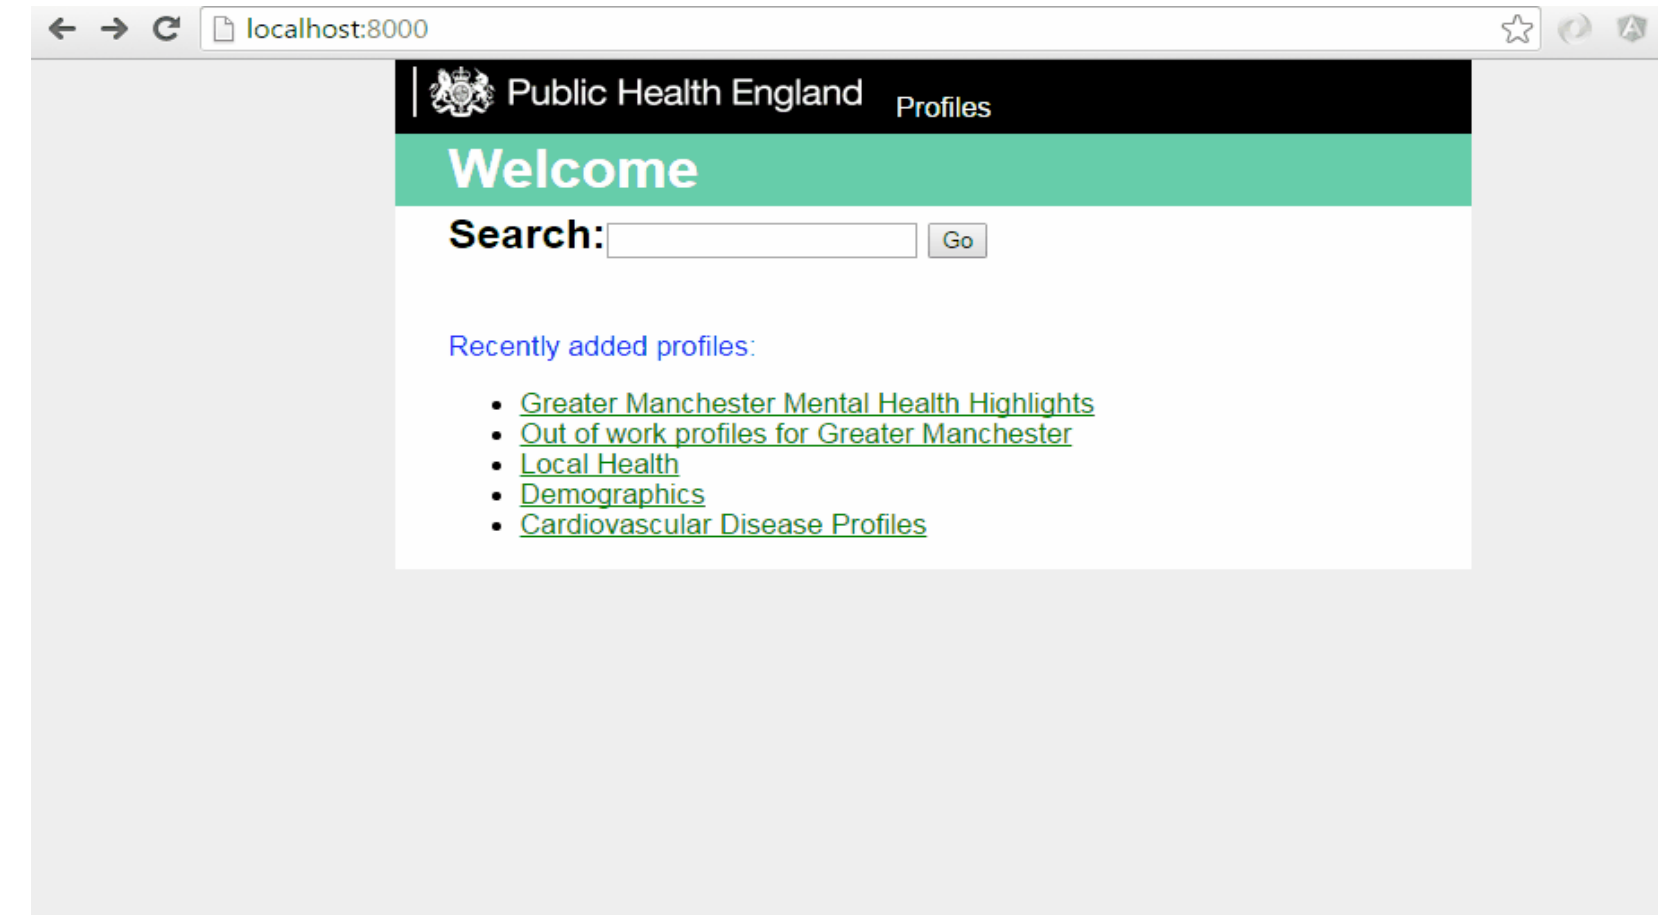 localhost:8000
Public Health England Profiles
Welcome
Search: Go
Recently added profiles:
Greater Manchester Mental Health Highlights
Out of work profiles for Greater Manchester
Local Health
Demographics
Cardiovascular Disease Profiles